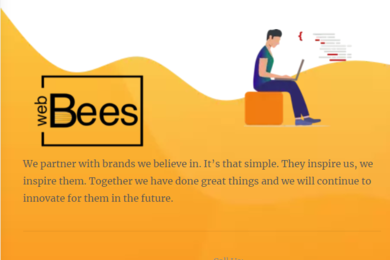 {
web
Bees
We partner with brands we believe in. It's that simple. They inspire us, we
inspire them. Together we have done great things and we will continue to
innovate for them in the future.